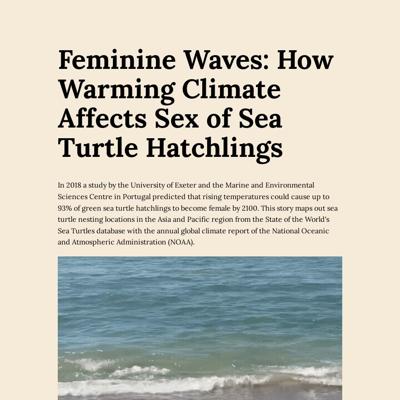 Feminine Waves: How
Warming Climate
Affects Sex of Sea
Turtle Hatchlings
In 2018 a study by the University of Exeter and the Marine and Environmental
Sciences Centre in Portugal predicted that rising temperatures could cause up to
93% of green sea turtle hatchlings to become female by 2100. This story maps out sea
turtle nesting locations in the Asia and Pacific region from the State of the World's
Sea Turtles database with the annual global climate report of the National Oceanic
and Atmospheric Administration (NOAA).